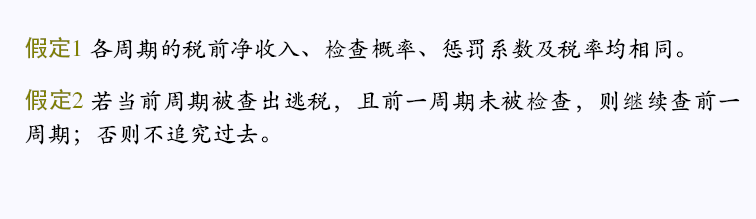 假定1 各周期的税前净收入、检查概率、惩罚系数及税率均相同。
假定2 若当前周期被查出逃税，且前一周期未被检查，则继续查前一
周期；否则不追究过去。